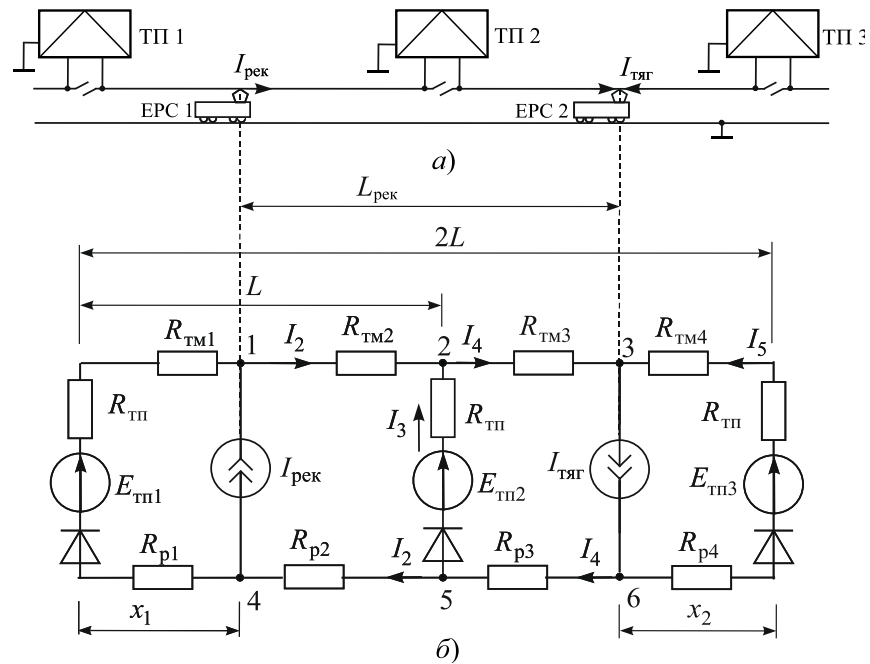 ТП 1
ТП 2
ТП 3
Iрек
Iтяг
ЕРС 1
ЕРС 2
а)
Lрек
2L
L
Rтм1
1
I2
Rтм2
2
I4
Rтм3
3
Rтм4
I5
Rтп
I3
Rтп
Rтп
Eтп1
Iрек
Eтп2
Iтяг
Eтп3
Rр1
Rр2
I2
Rр3
I4
Rр4
4
5
6
x1
x2
б)